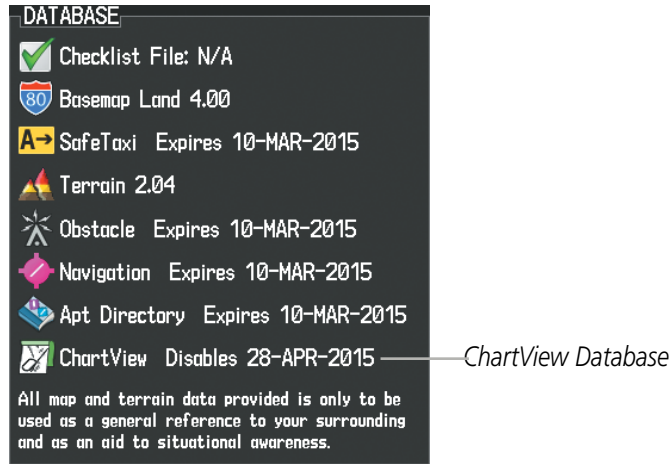 DATABASE
Checklist File: N/A
80 Basemap Land 4.00
A→ SafeTaxi Expires 10-MAR-2015
Terrain 2.04
Obstacle Expires 10-MAR-2015
Navigation Expires 10-MAR-2015
Apt Directory Expires 10-MAR-2015
ChartView Disables 28-APR-2015 ChartView Database
All map and terrain data provided is only to be
used as a general reference to your surrounding
and as an aid to situational awareness.